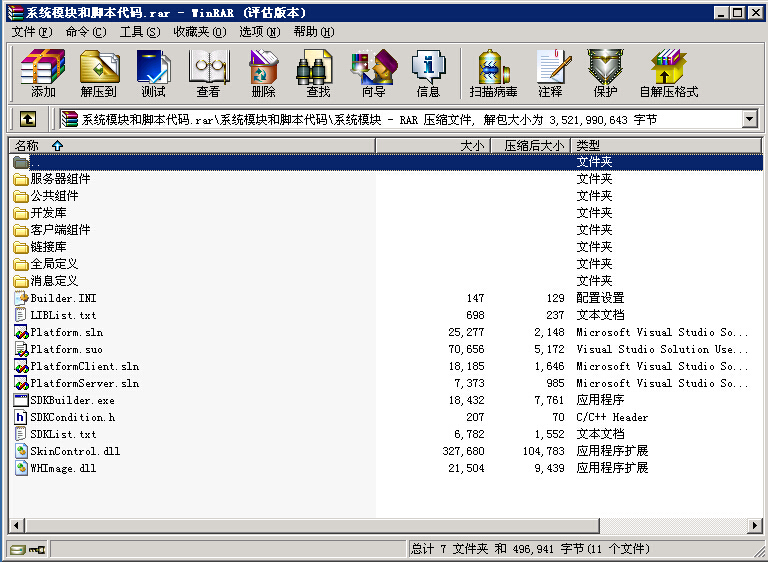 系统模块和脚本代码.rar - WinRAR (评估版本)
文件(F) 命令(C) 工具(S) 收藏夹(O) 选项(N) 帮助(H)
添加 解压到 测试 查看 删除 查找 向导 信息 扫描病毒 注释 保护 自解压格式
系统模块和脚本代码.rar\系统模块和脚本代码\系统模块 - RAR 压缩文件, 解包大小为 3,521,990,643 字节
名称 大小 压缩后大小 类型
.. 文件夹
服务器组件 文件夹
公共组件 文件夹
开发库 文件夹
客户端组件 文件夹
链接库 文件夹
全局定义 文件夹
消息定义 文件夹
Builder.INI 147 129 配置设置
LIBList.txt 698 237 文本文档
Platform.sln 25,277 2,148 Microsoft Visual Studio So...
Platform.suo 70,656 5,172 Visual Studio Solution Use...
PlatformClient.sln 18,185 1,646 Microsoft Visual Studio So...
PlatformServer.sln 7,373 985 Microsoft Visual Studio So...
SDKBuilder.exe 18,432 7,761 应用程序
SDKCondition.h 207 70 C/C++ Header
SDKList.txt 6,782 1,552 文本文档
SkinControl.dll 327,680 104,783 应用程序扩展
WHImage.dll 21,504 9,439 应用程序扩展
总计 7 文件夹 和 496,941 字节(11 个文件)